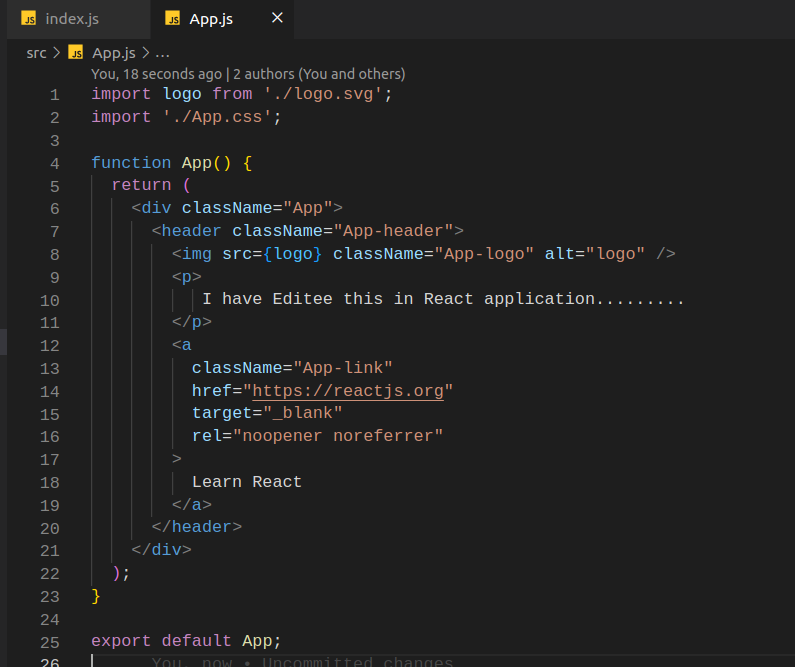 JS index.js JS App.js ×
src > JS App.js > ...
You, 18 seconds ago | 2 authors (You and others)
1 import logo from './logo.svg';
2 import './App.css';
3
4 function App() {
5 return (
6 <div className="App">
7 <header className="App-header">
8 <img src={logo} className="App-logo" alt="logo" />
9 <p>
10 I have Editee this in React application.........
11 </p>
12 <a
13 className="App-link"
14 href="https://reactjs.org"
15 target="_blank"
16 rel="noopener noreferrer"
17 >
18 Learn React
19 </a>
20 </header>
21 </div>
22 );
23 }
24
25 export default App;
26 You, now • Uncommitted changes